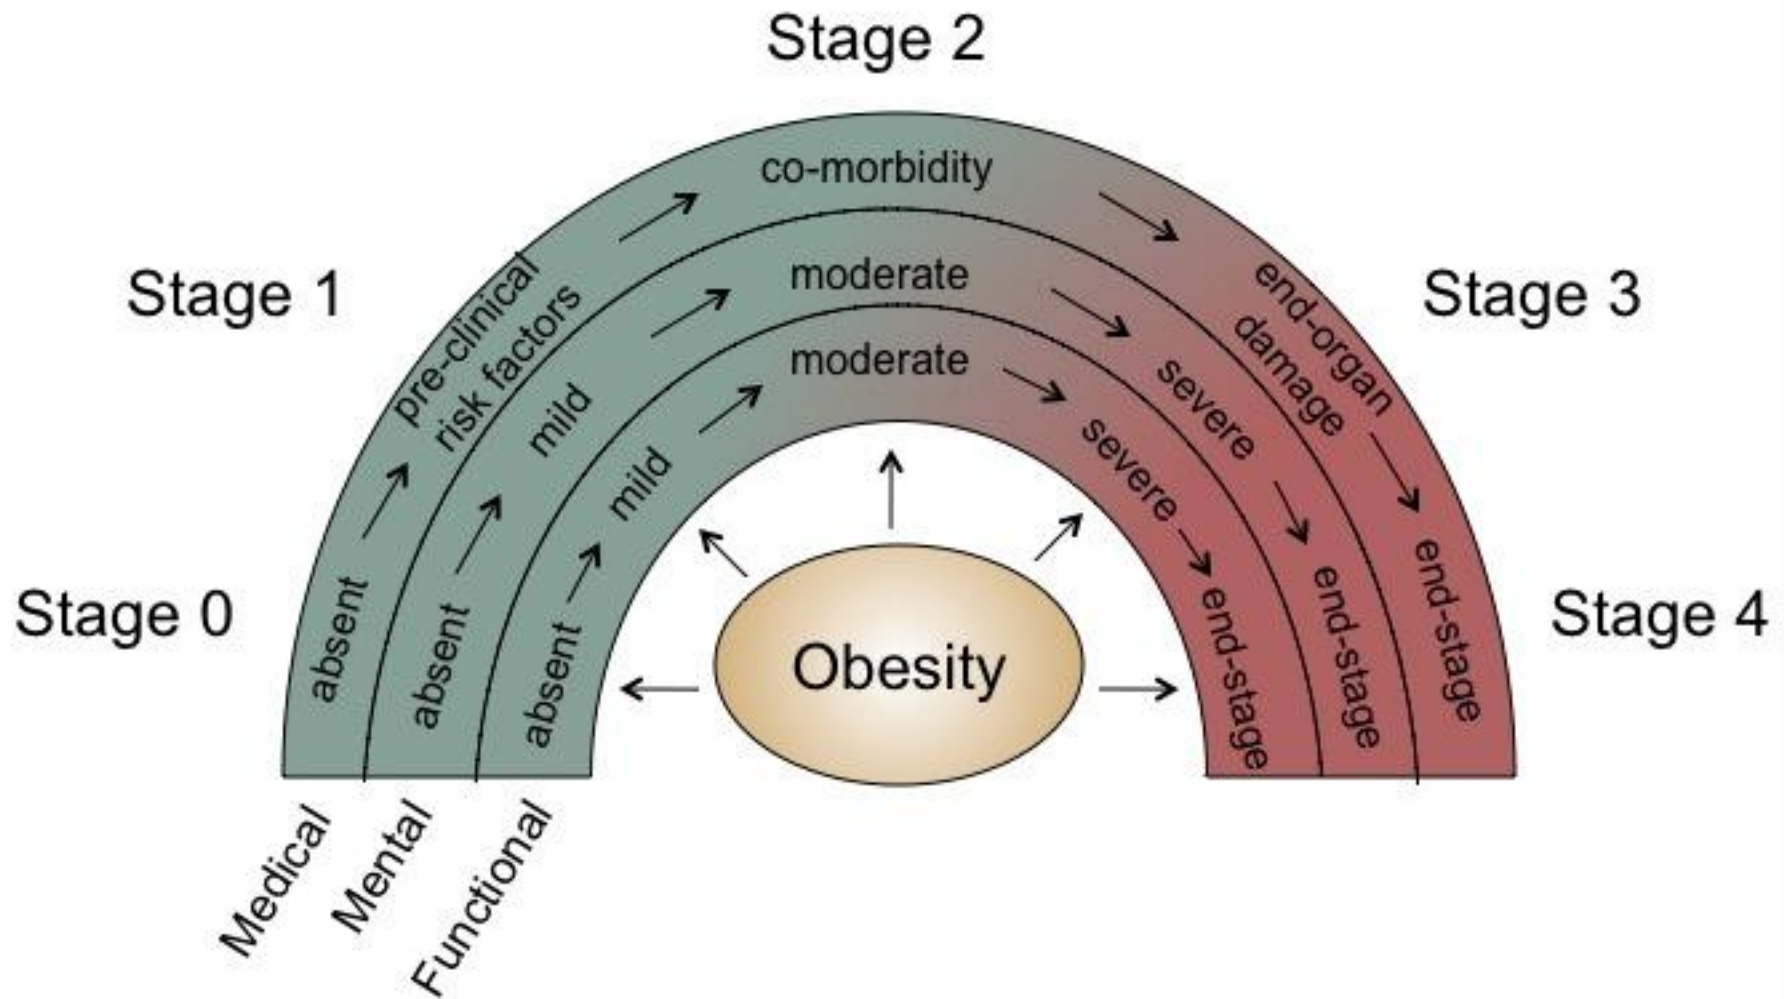 Stage 2
Stage 1
Stage 3
Stage 0
Stage 4
absent
pre-clinical
risk factors
co-morbidity
end-organ
damage
end-stage
absent
mild
moderate
severe
end-stage
absent
mild
moderate
severe
end-stage
Obesity
Medical
Mental
Functional